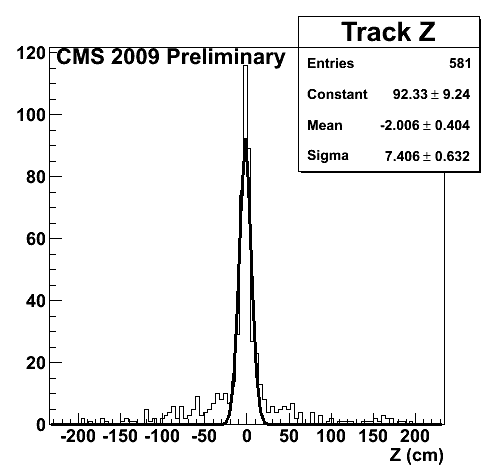 Track Z
Entries 581
Constant 92.33 ± 9.24
Mean -2.006 ± 0.404
Sigma 7.406 ± 0.632
CMS 2009 Preliminary
120
100
80
60
40
20
0
-200 -150 -100 -50 0 50 100 150 200
Z (cm)